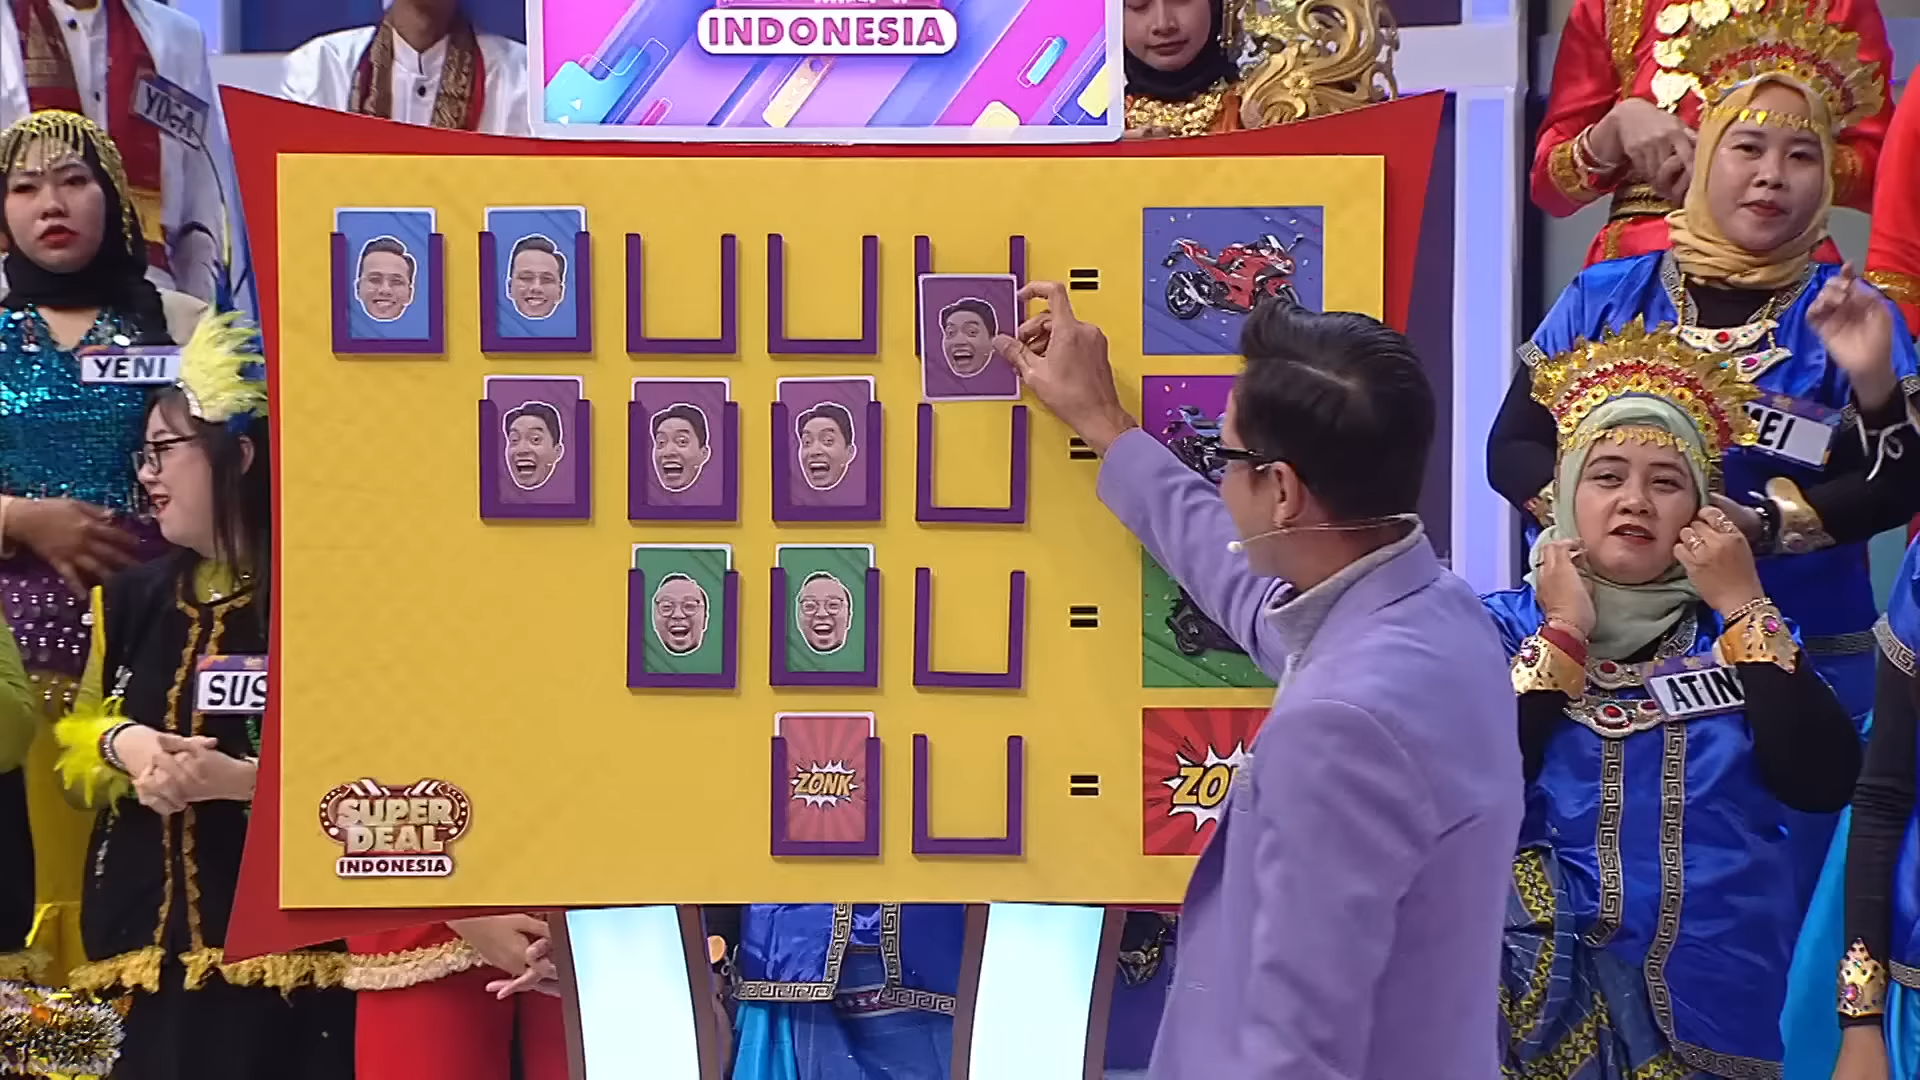 INDONESIA
YOGA
YENI
SUS
MEI
ATIN
ZONK
ZO
SUPER
DEAL
INDONESIA